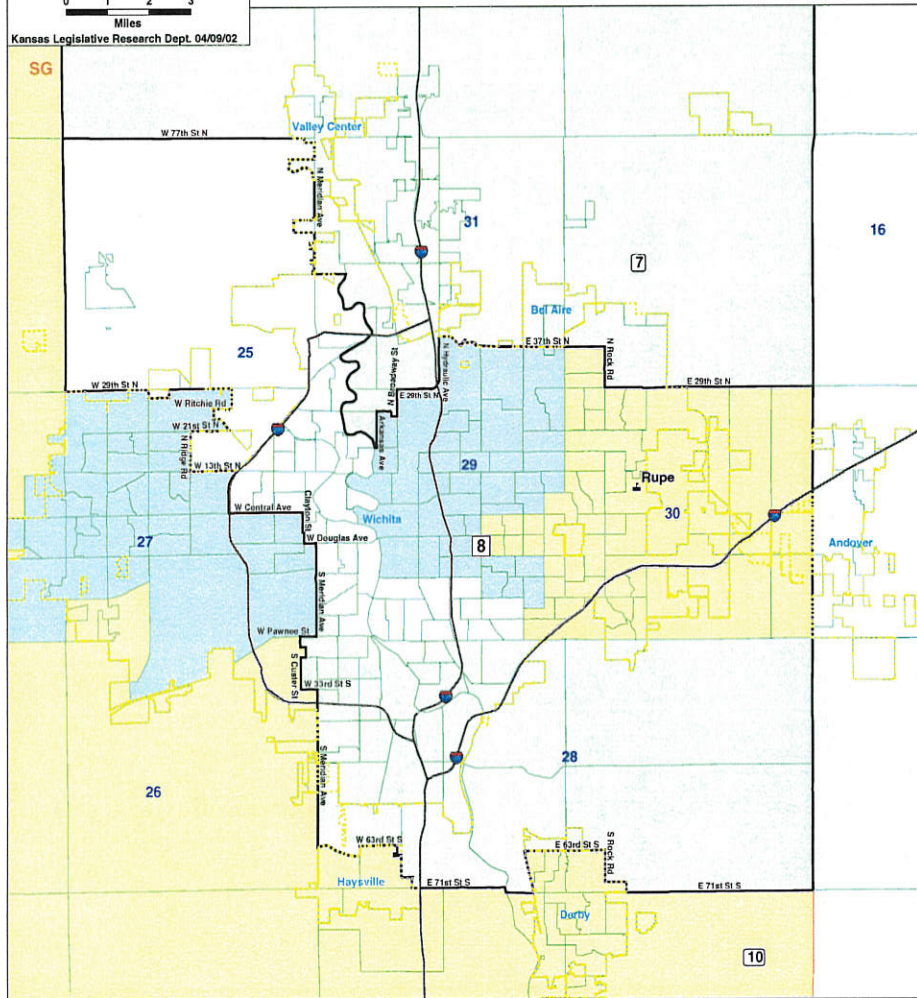 0 1 2 3
Miles
Kansas Legislative Research Dept. 04/09/02
SG
Valley Center
W 77th St N
N Meridian Ave
31
16
7
Bel Aire
25
E 37th St N
N Rock Rd
N Hydraulic Ave
N Broadway St
W 29th St N
E 29th St N
E 29th St N
W Ritchie Rd
W 21st St N
Arkansas Ave
N Ridge Rd
W 13th St N
29
Rupe
W Central Ave
Clayton St
Wichita
30
27
W Douglas Ave
8
Andover
S Meridian Ave
W Pawnee St
S Custer St
W 33rd St S
28
S Meridian Ave
26
W 63rd St S
E 63rd St S
S Rock Rd
Haysville
E 71st St S
E 71st St S
Derby
10